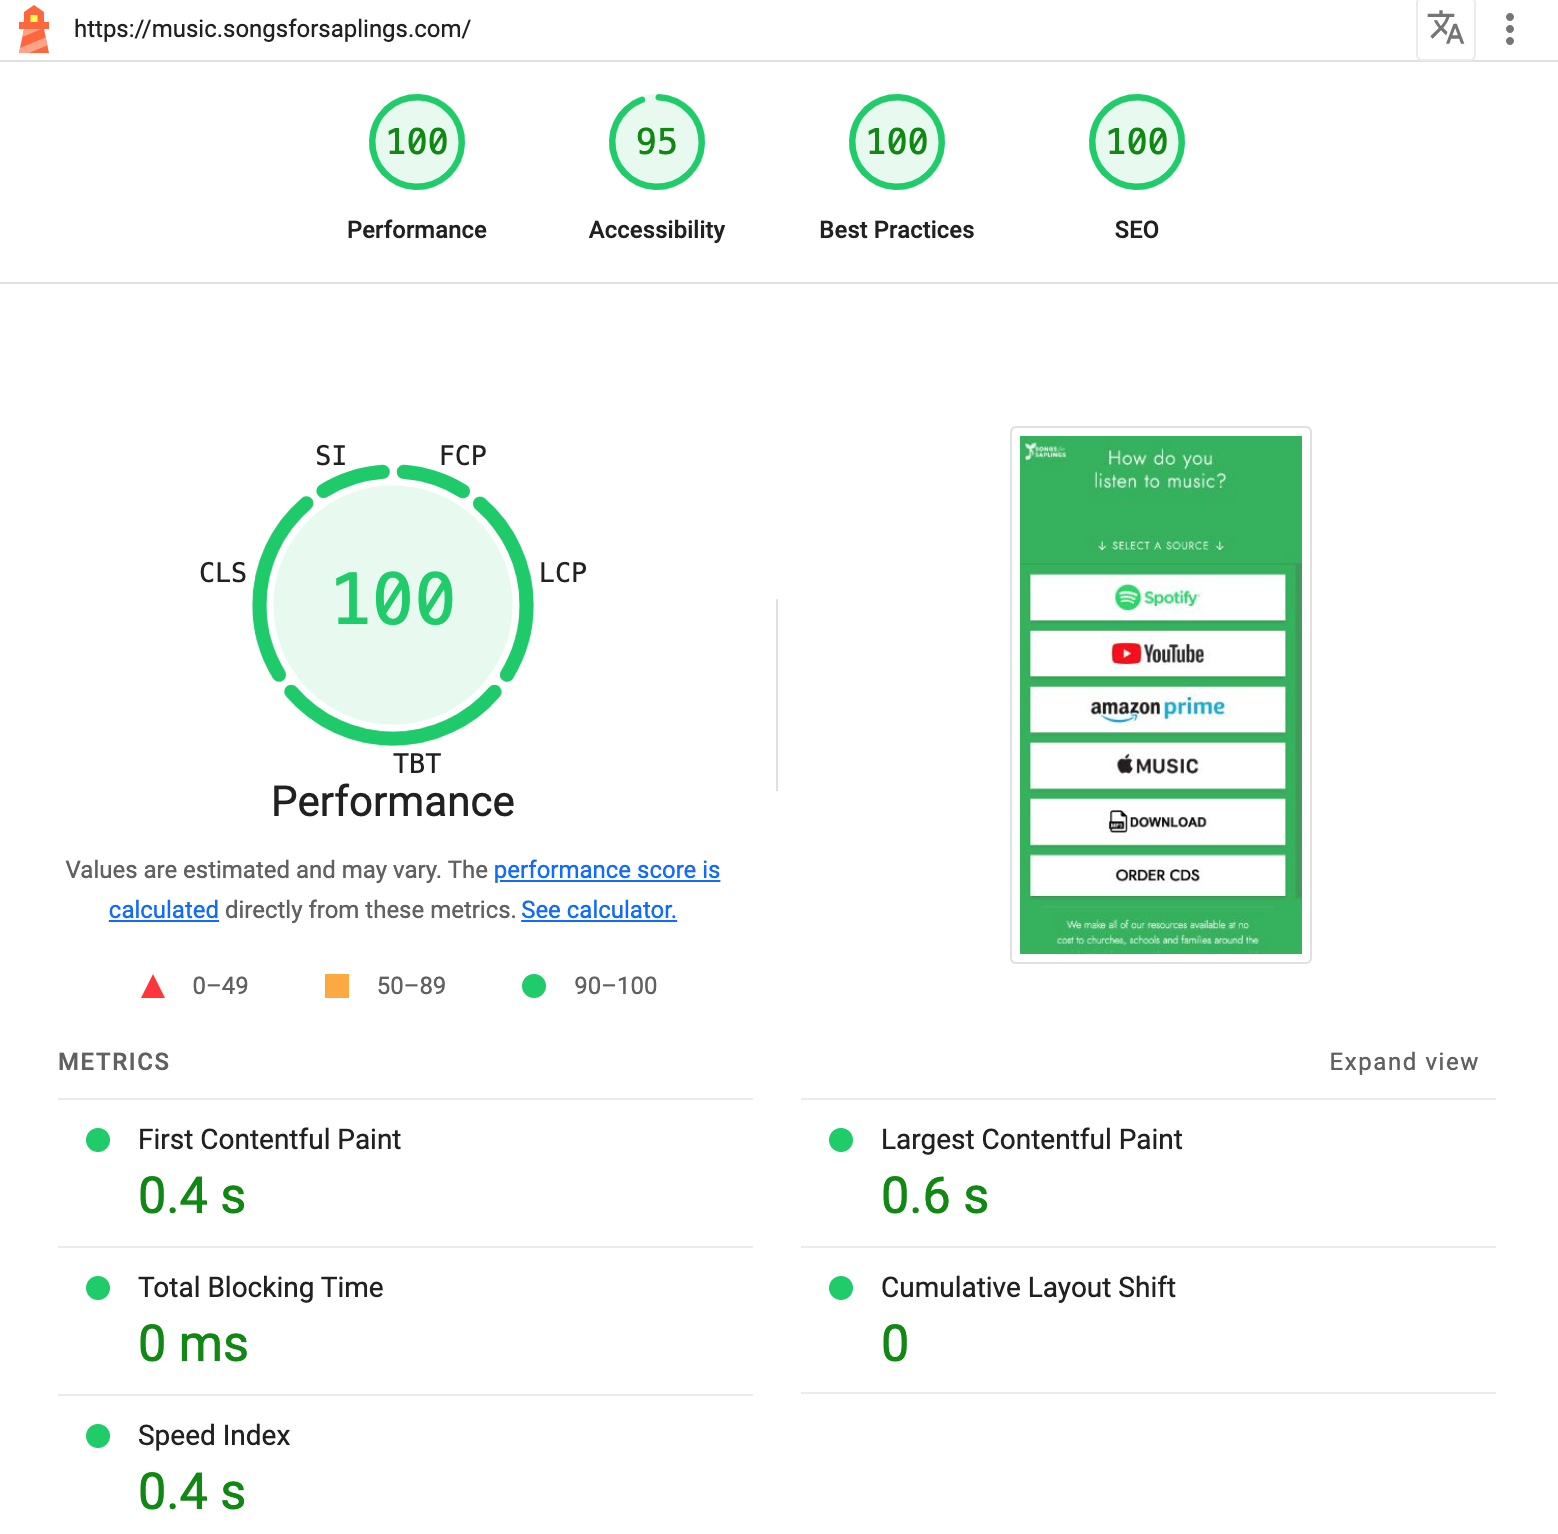 https://music.songsforsaplings.com/
100
95
100
100
Performance
Accessibility
Best Practices
SEO
SI
FCP
CLS
LCP
100
TBT
Performance
Values are estimated and may vary. The performance score is
calculated directly from these metrics. See calculator.
0–49
50–89
90–100
SONGS for
SAPLINGS
How do you
listen to music?
↓ SELECT A SOURCE ↓
Spotify
YouTube
amazon prime
MUSIC
DOWNLOAD
ORDER CDS
We make all of our resources available at no
cost to churches, schools and families around the
METRICS
Expand view
First Contentful Paint
0.4 s
Largest Contentful Paint
0.6 s
Total Blocking Time
0 ms
Cumulative Layout Shift
0
Speed Index
0.4 s